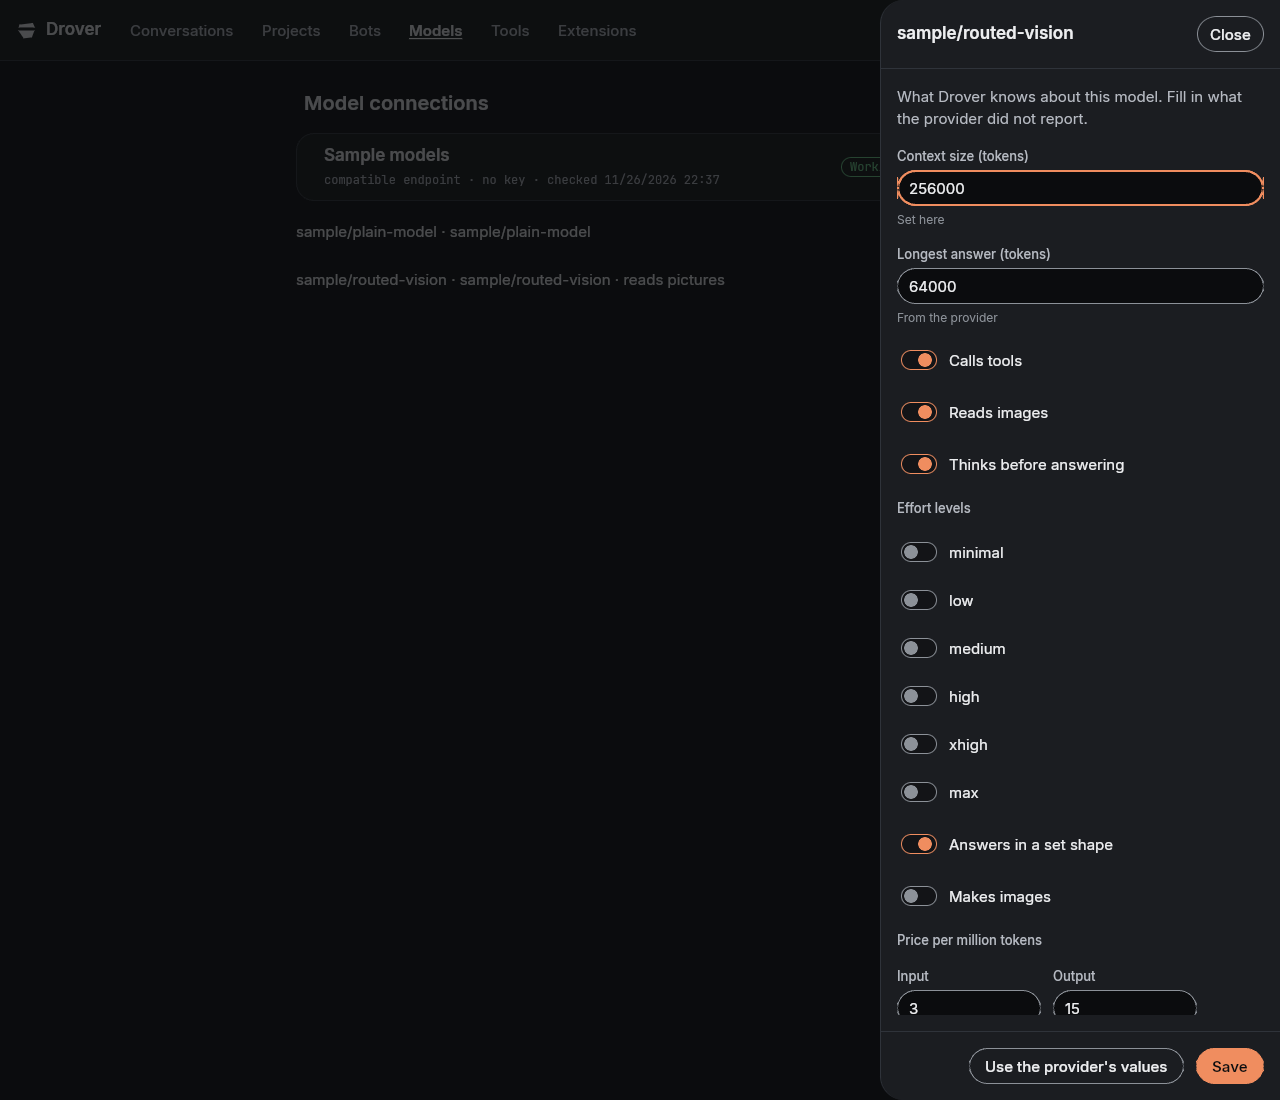 Drover
Conversations
Projects
Bots
Models
Tools
Extensions
Model connections
Sample models
compatible endpoint · no key · checked 11/26/2026 22:37
Work
sample/plain-model · sample/plain-model
sample/routed-vision · sample/routed-vision · reads pictures
sample/routed-vision
Close
What Drover knows about this model. Fill in what
the provider did not report.
Context size (tokens)
256000
Set here
Longest answer (tokens)
64000
From the provider
Calls tools
Reads images
Thinks before answering
Effort levels
minimal
low
medium
high
xhigh
max
Answers in a set shape
Makes images
Price per million tokens
Input
Output
3
15
Use the provider's values
Save